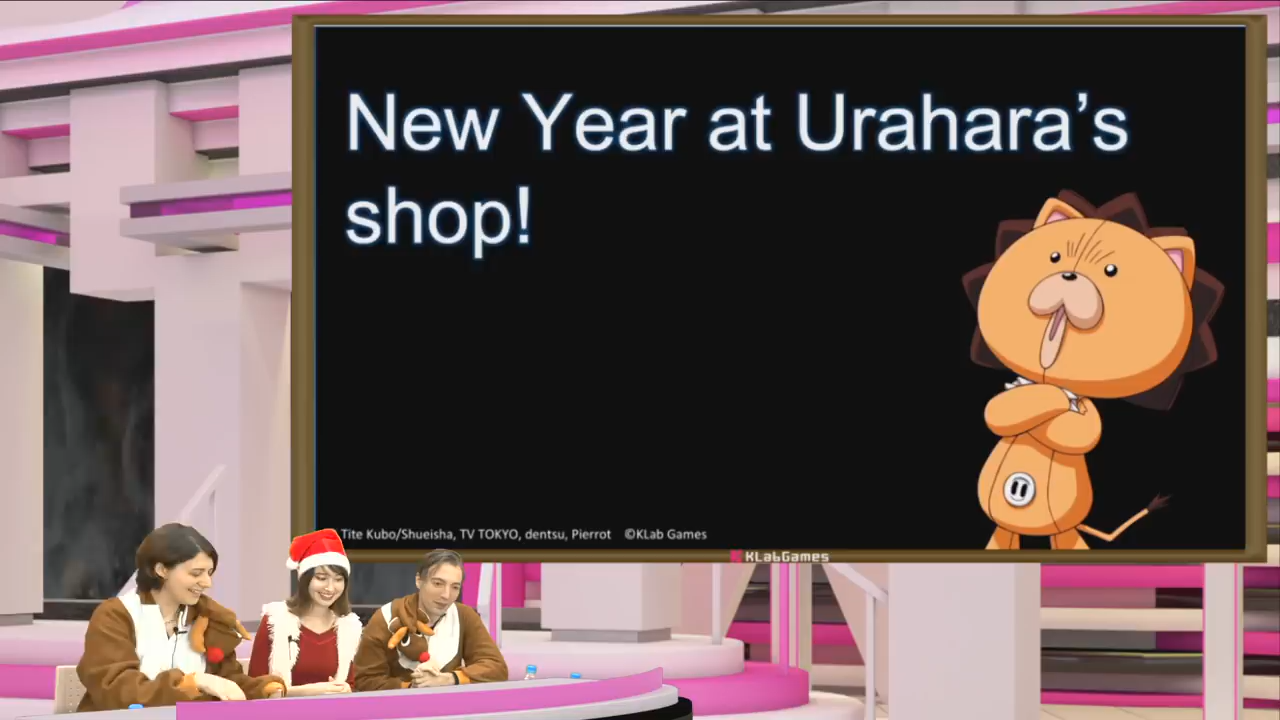 New Year at Urahara’s
shop!
Tite Kubo/Shueisha, TV TOKYO, dentsu, Pierrot ©KLab Games
KLabGames